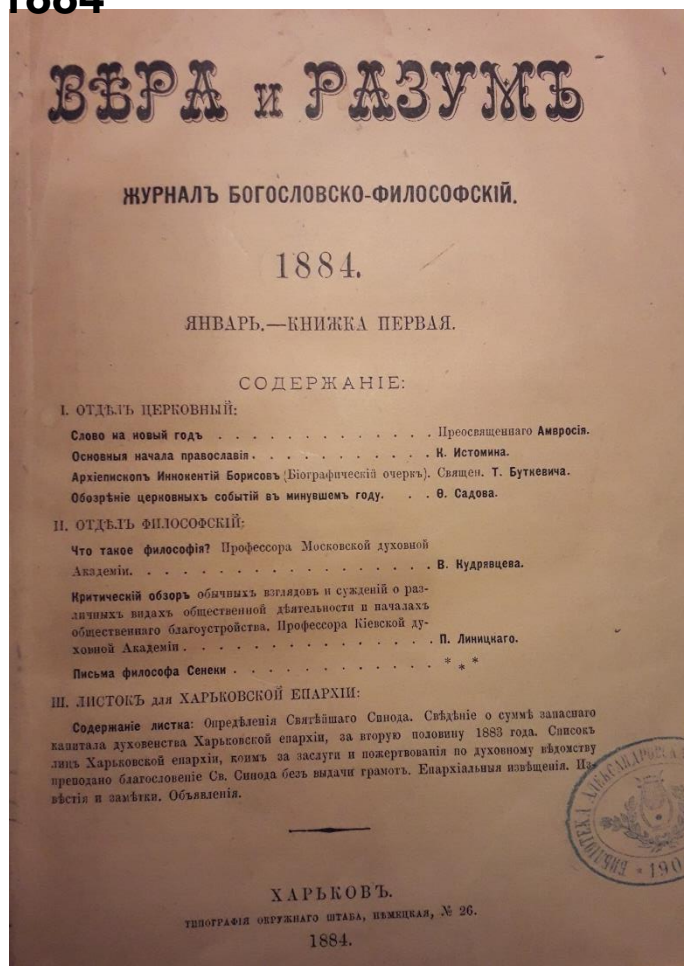 1884
ВѢРА и РАЗУМЪ
ЖУРНАЛЪ БОГОСЛОВСКО-ФИЛОСОФСКІЙ.
1884.
ЯНВАРЬ.—КНИЖКА ПЕРВАЯ.
СОДЕРЖАНІЕ:
I. ОТДѢЛЪ ЦЕРКОВНЫЙ:
Слово на новый годъ . . . . . . . . . . . . . . Преосвященнаго Амвросія.
Основныя начала православія. . . . . . . . . . . . К. Истомина.
Архіепископъ Иннокентій Борисовъ (Біографическій очеркъ). Священ. Т. Буткевича.
Обозрѣніе церковныхъ событій въ минувшемъ году. . . . Ѳ. Садова.
II. ОТДѢЛЪ ФИЛОСОФСКІЙ:
Что такое философія? Профессора Московской духовной
Академіи. . . . . . . . . . . . . . . . . . . В. Кудрявцева.
Критическій обзоръ обычныхъ взглядовъ и сужденій о раз-
личныхъ видахъ общественной дѣятельности и началахъ
общественнаго благоустройства. Профессора Кіевской ду-
ховной Академіи . . . . . . . . . . . . . . . . П. Линицкаго.
Письма философа Сенеки . . . . . . . . . . . . . * * *
III. ЛИСТОКЪ для ХАРЬКОВСКОЙ ЕПАРХІИ:
Содержаніе листка: Опредѣленія Святѣйшаго Синода. Свѣдѣніе о суммѣ запаснаго
капитала духовенства Харьковской епархіи, за вторую половину 1883 года. Списокъ
лицъ Харьковской епархіи, коимъ за заслуги и пожертвованія по духовному вѣдомству
преподано благословеніе Св. Синода безъ выдачи грамотъ. Епархіальныя извѣщенія. Из-
вѣстія и замѣтки. Объявленія.
БИБЛІОТЕКА 190
ХАРЬКОВЪ.
ТИПОГРАФІЯ ОКРУЖНАГО ШТАБА, НѢМЕЦКАЯ, № 26.
1884.